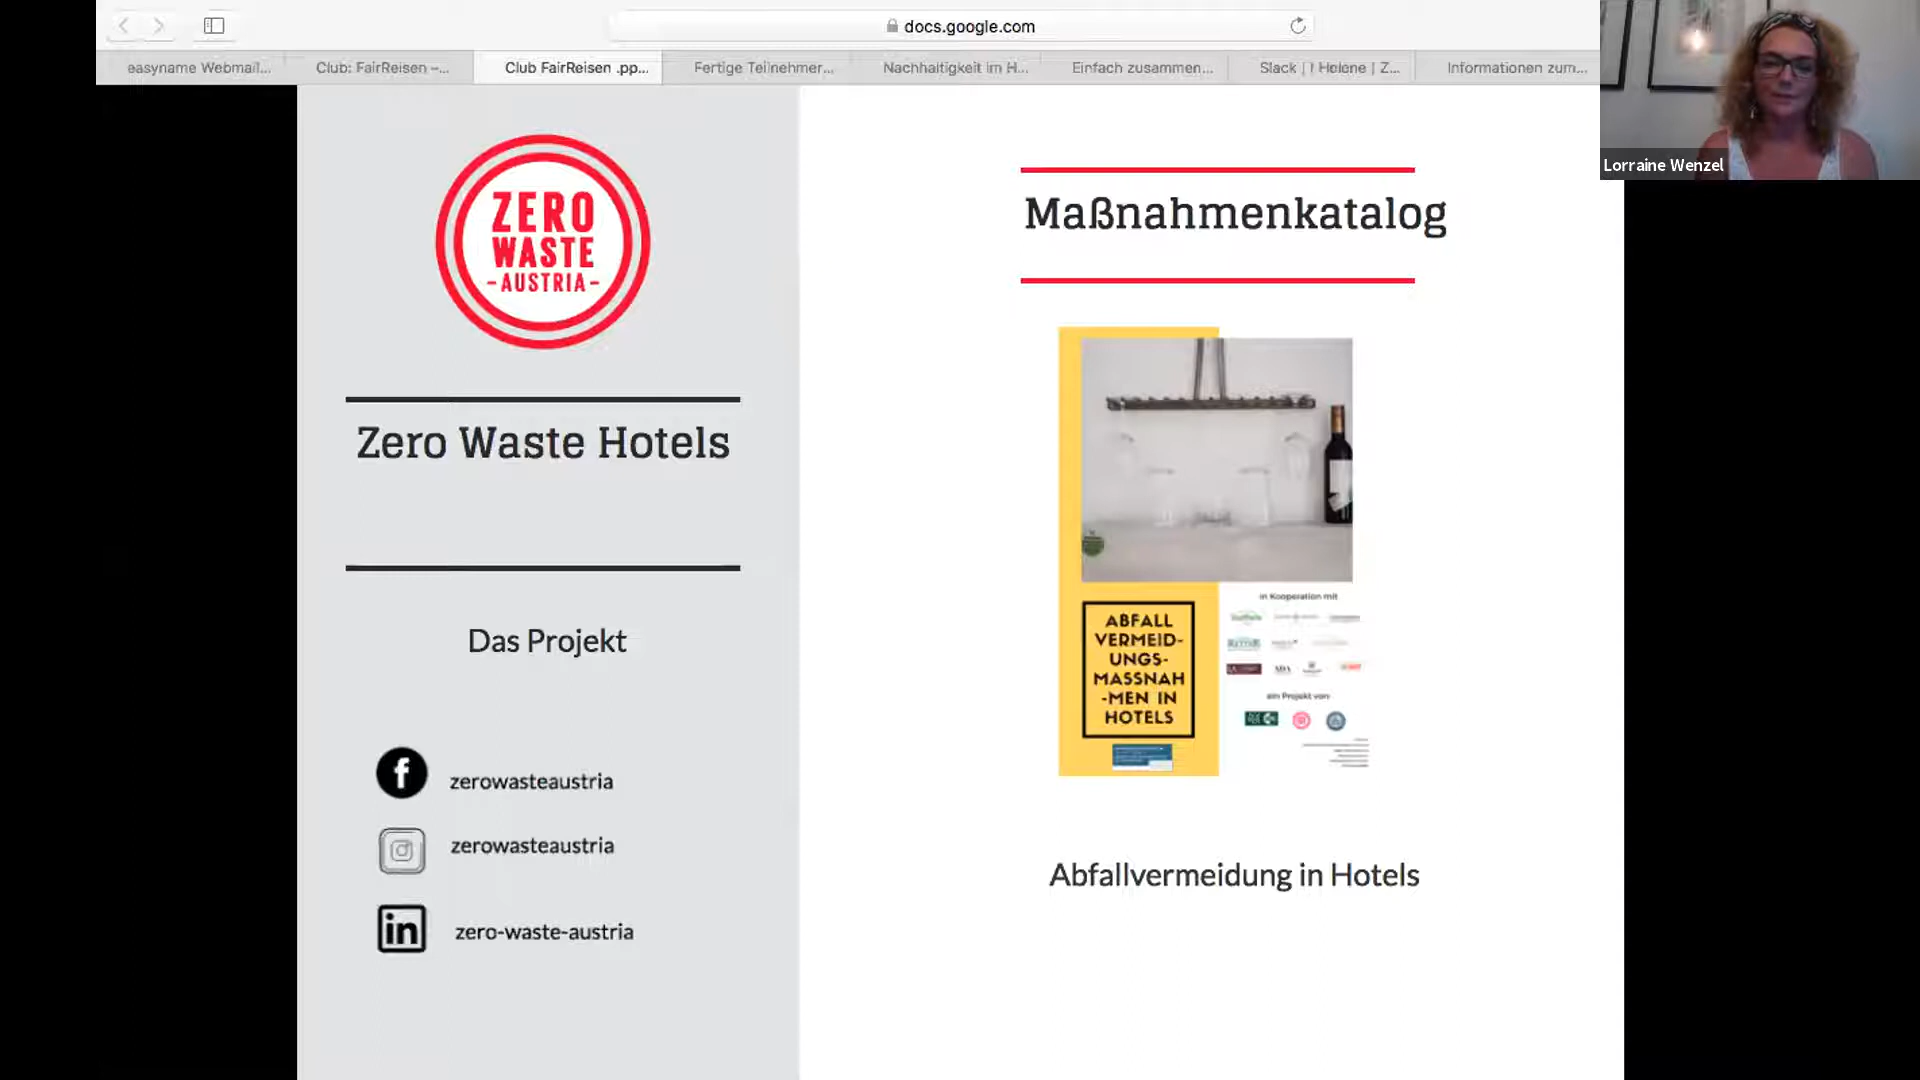 docs.google.com
easyname Webmail...
Club: FairReisen –...
Club FairReisen .pp...
Fertige Teilnehmer...
Nachhaltigkeit im H...
Einfach zusammen...
Slack | ! Helene | Z...
Informationen zum...
Lorraine Wenzel
ZERO
WASTE
-AUSTRIA-
Zero Waste Hotels
Das Projekt
zerowasteaustria
zerowasteaustria
zero-waste-austria
Maßnahmenkatalog
ABFALL
VERMEID-
UNGS-
MASSNAH
-MEN IN
HOTELS
in Kooperation mit
ein Projekt von:
Abfallvermeidung in Hotels